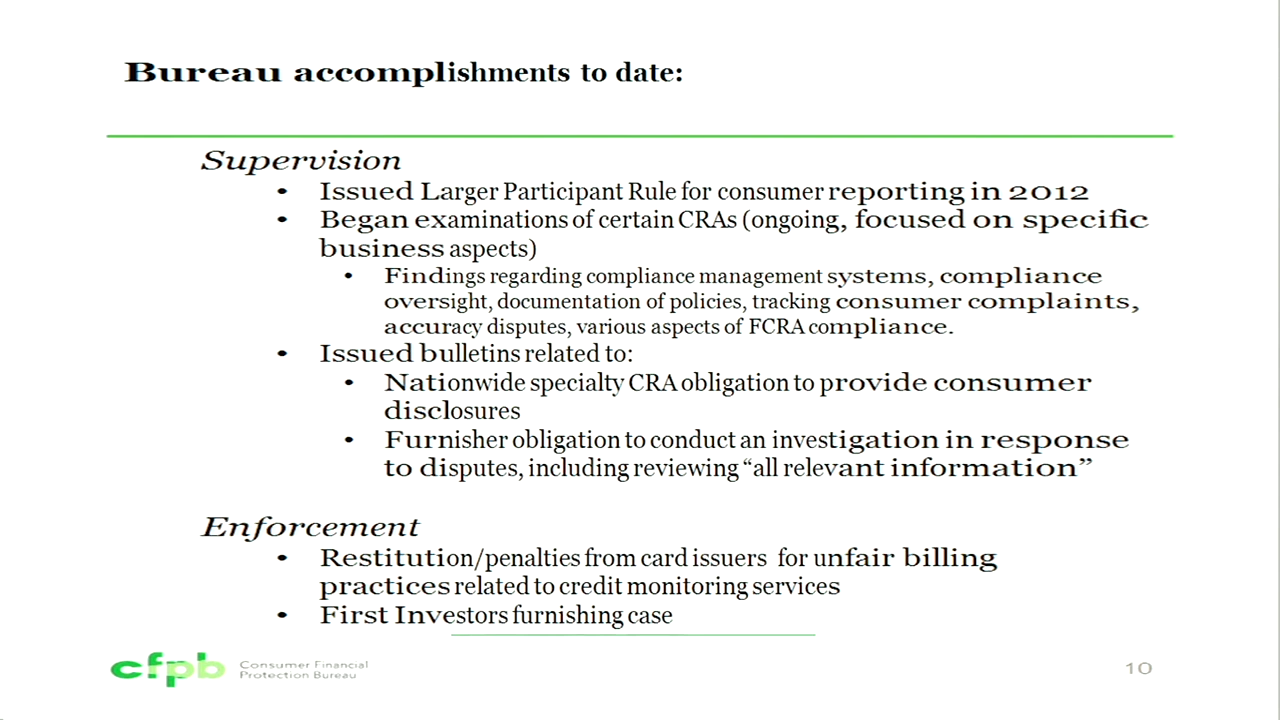 Bureau accomplishments to date:
Supervision
• Issued Larger Participant Rule for consumer reporting in 2012
• Began examinations of certain CRAs (ongoing, focused on specific
business aspects)
• Findings regarding compliance management systems, compliance
oversight, documentation of policies, tracking consumer complaints,
accuracy disputes, various aspects of FCRA compliance.
• Issued bulletins related to:
• Nationwide specialty CRA obligation to provide consumer
disclosures
• Furnisher obligation to conduct an investigation in response
to disputes, including reviewing “all relevant information”
Enforcement
• Restitution/penalties from card issuers for unfair billing
practices related to credit monitoring services
• First Investors furnishing case
cfpb Consumer Financial
Protection Bureau
10